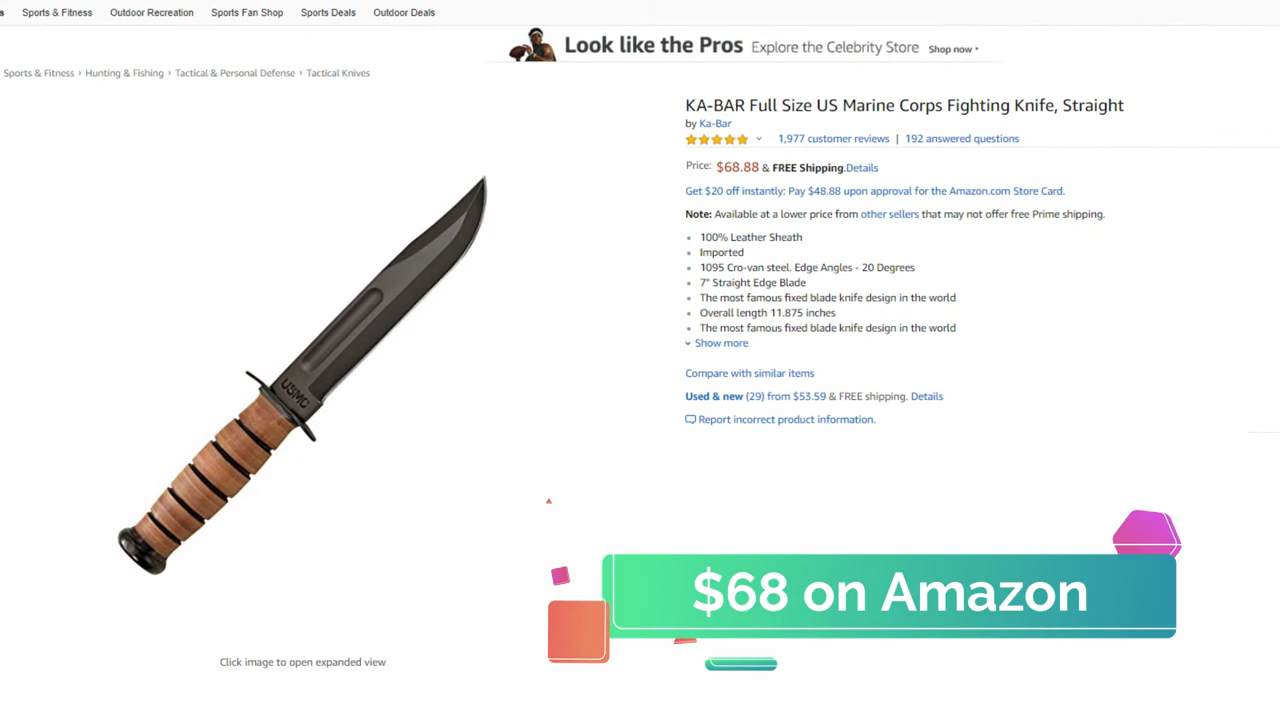 s Sports & Fitness Outdoor Recreation Sports Fan Shop Sports Deals Outdoor Deals
Look like the Pros Explore the Celebrity Store Shop now ▸
Sports & Fitness › Hunting & Fishing › Tactical & Personal Defense › Tactical Knives
KA-BAR Full Size US Marine Corps Fighting Knife, Straight
by Ka-Bar
1,977 customer reviews | 192 answered questions
Price: $68.88 & FREE Shipping. Details
Get $20 off instantly: Pay $48.88 upon approval for the Amazon.com Store Card.
Note: Available at a lower price from other sellers that may not offer free Prime shipping.
100% Leather Sheath
Imported
1095 Cro-van steel. Edge Angles - 20 Degrees
7" Straight Edge Blade
The most famous fixed blade knife design in the world
Overall length 11.875 inches
The most famous fixed blade knife design in the world
Show more
Compare with similar items
Used & new (29) from $53.59 & FREE shipping. Details
Report incorrect product information.
USMC
$68 on Amazon
Click image to open expanded view